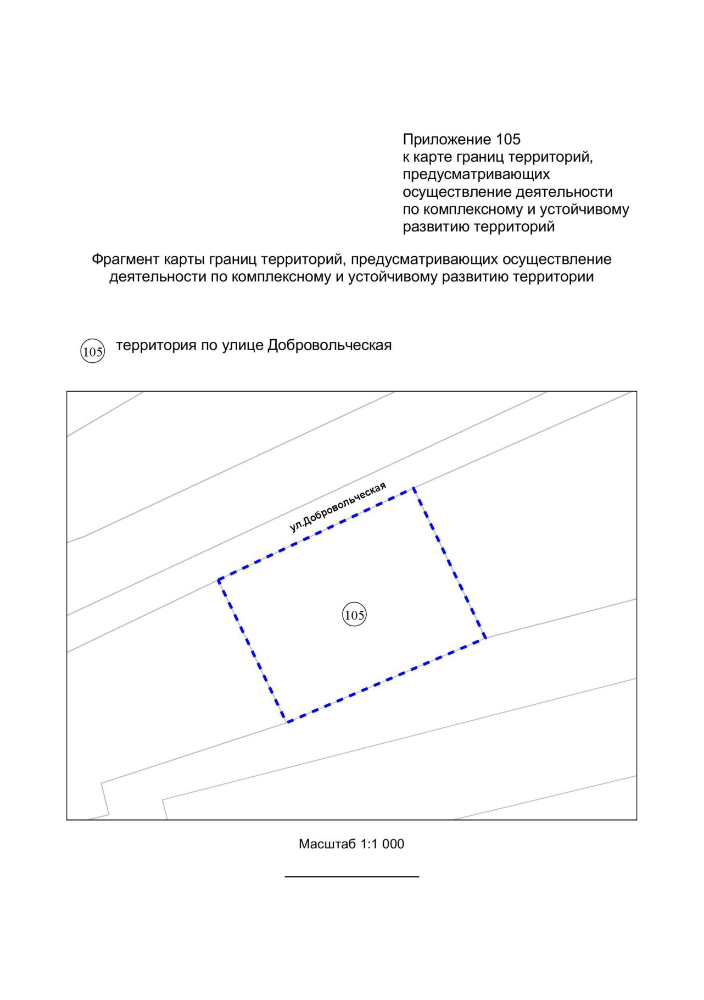 Приложение 105
к карте границ территорий,
предусматривающих
осуществление деятельности
по комплексному и устойчивому
развитию территорий
Фрагмент карты границ территорий, предусматривающих осуществление
деятельности по комплексному и устойчивому развитию территории
105 территория по улице Добровольческая
ул.Добровольческая
105
Масштаб 1:1 000